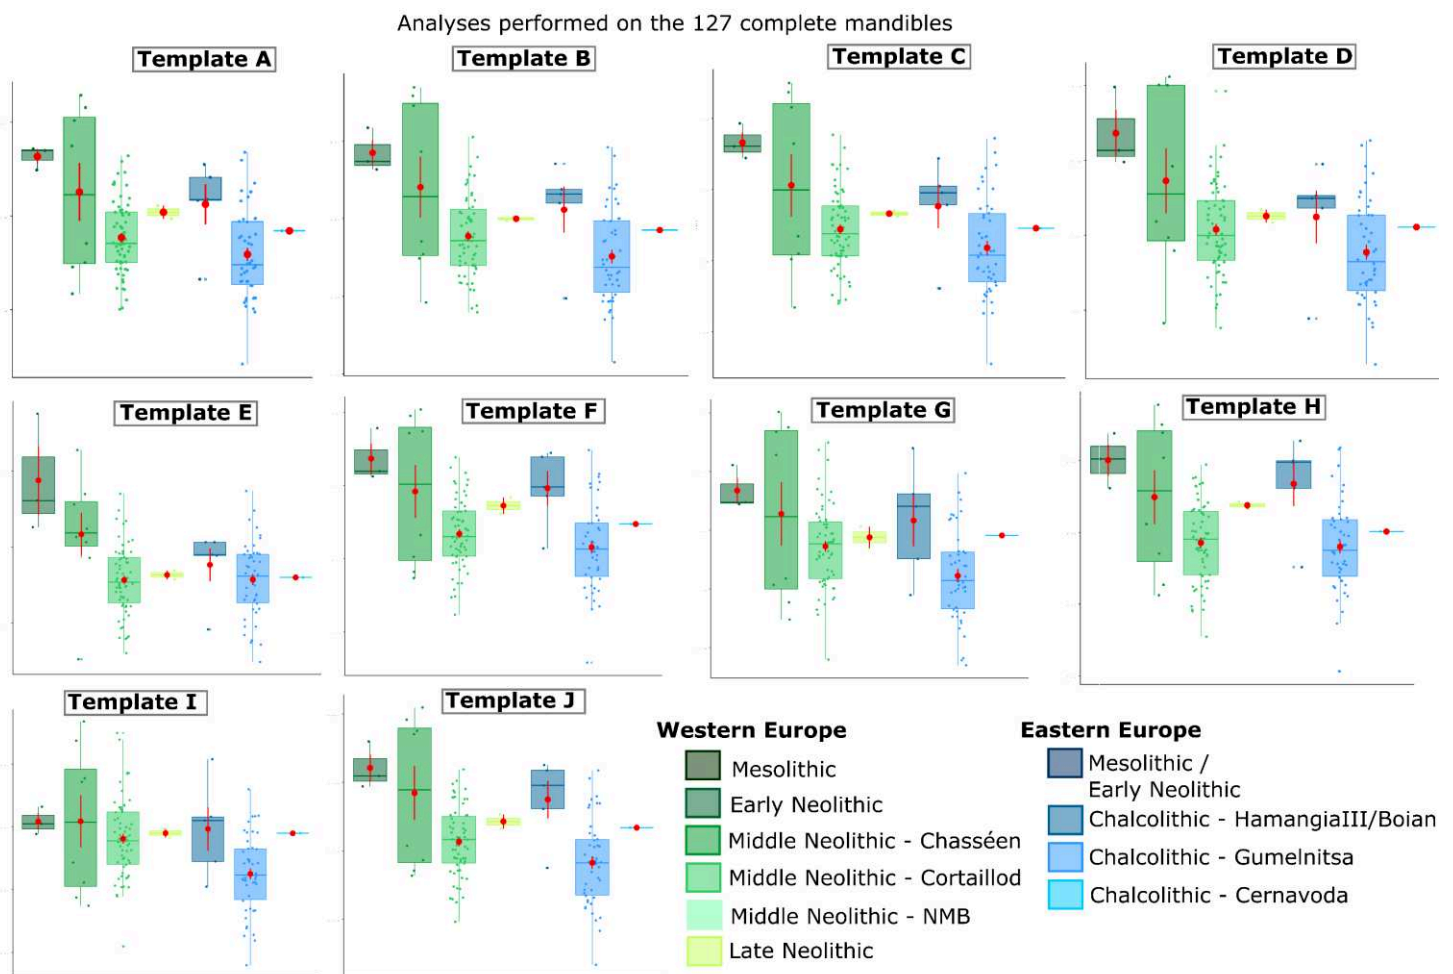 Analyses performed on the 127 complete mandibles
Template A
Template B
Template C
Template D
Template E
Template F
Template G
Template H
Template I
Template J
Western Europe
Mesolithic
Early Neolithic
Middle Neolithic - Chasséen
Middle Neolithic - Cortaillod
Middle Neolithic - NMB
Late Neolithic
Eastern Europe
Mesolithic /
Early Neolithic
Chalcolithic - HamangiaIII/Boian
Chalcolithic - Gumelnitsa
Chalcolithic - Cernavoda